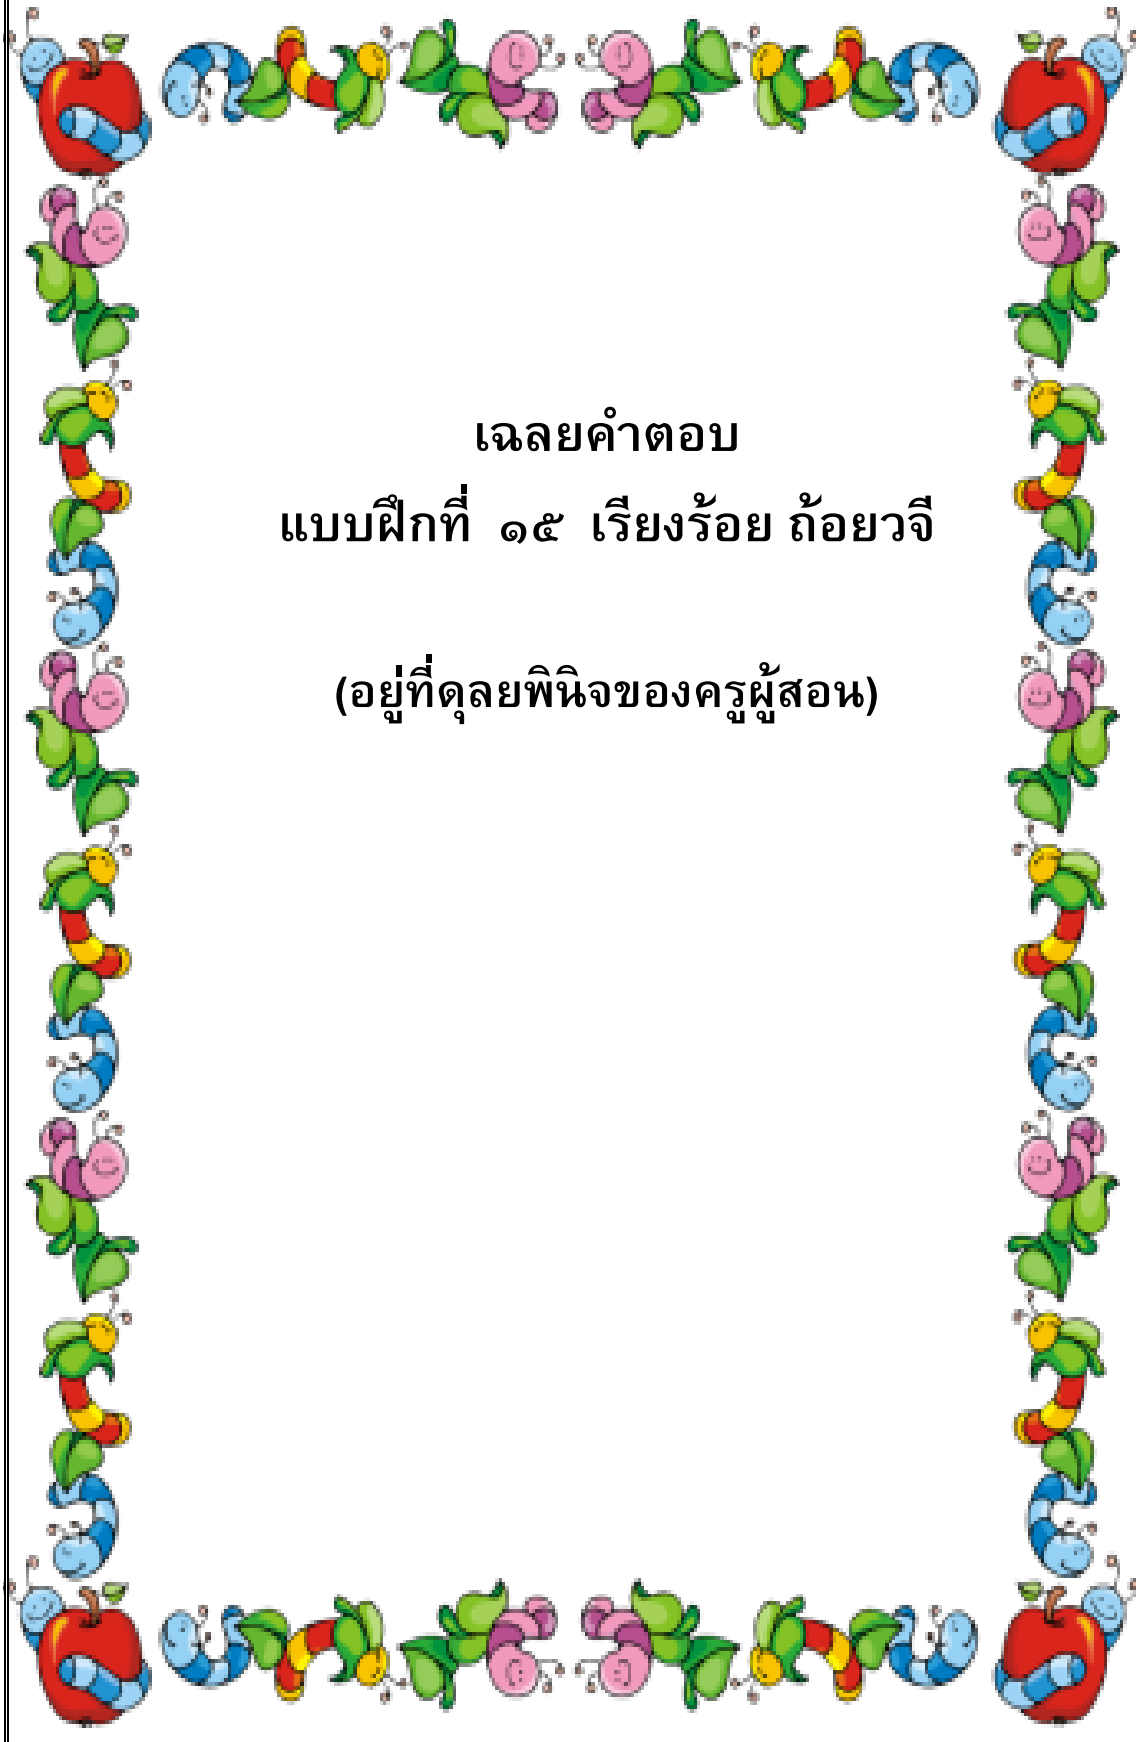 เฉลยคำตอบ
แบบฝึกที่ ๑๕ เรียงร้อย ถ้อยวจี
(อยู่ที่ดุลยพินิจของครูผู้สอน)